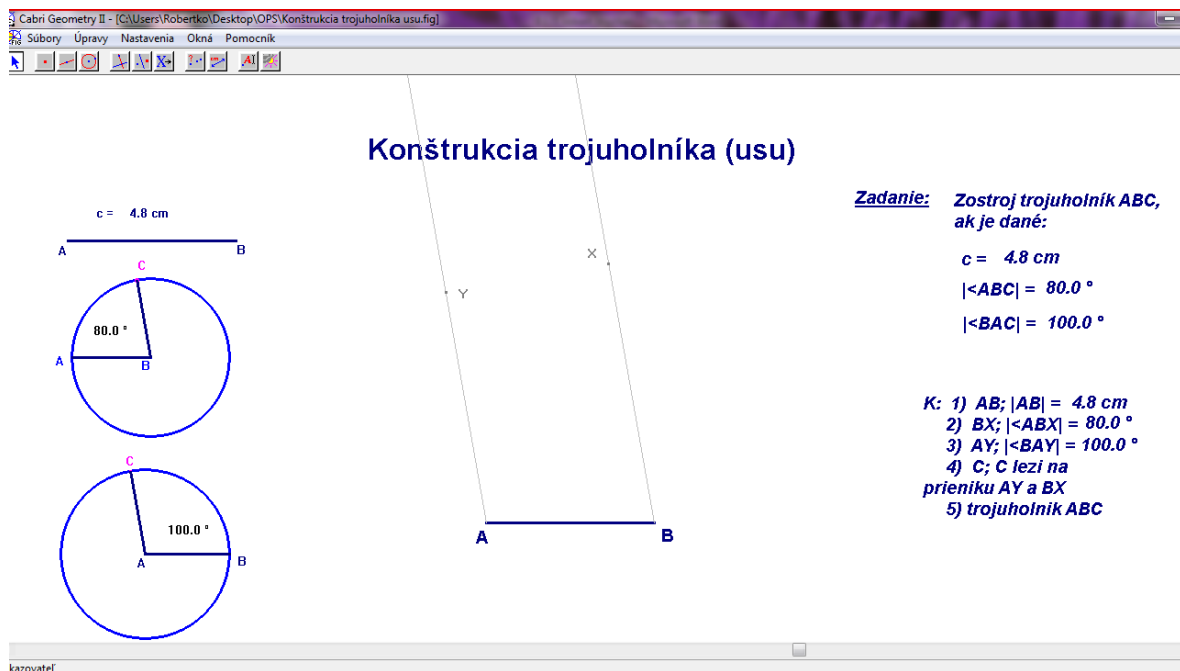 Cabri Geometry II - [C:\Users\Robertko\Desktop\OPS\Konštrukcia trojuholníka usu.fig]
Súbory Úpravy Nastavenia Okná Pomocník
Konštrukcia trojuholníka (usu)
c = 4.8 cm
A B
C
80.0 °
A B
C
100.0 °
A B
X
Y
A B
Zadanie: Zostroj trojuholník ABC,
ak je dané:
c = 4.8 cm
|<ABC| = 80.0 °
|<BAC| = 100.0 °
K: 1) AB; |AB| = 4.8 cm
2) BX; |<ABX| = 80.0 °
3) AY; |<BAY| = 100.0 °
4) C; C lezi na
prieniku AY a BX
5) trojuholnik ABC